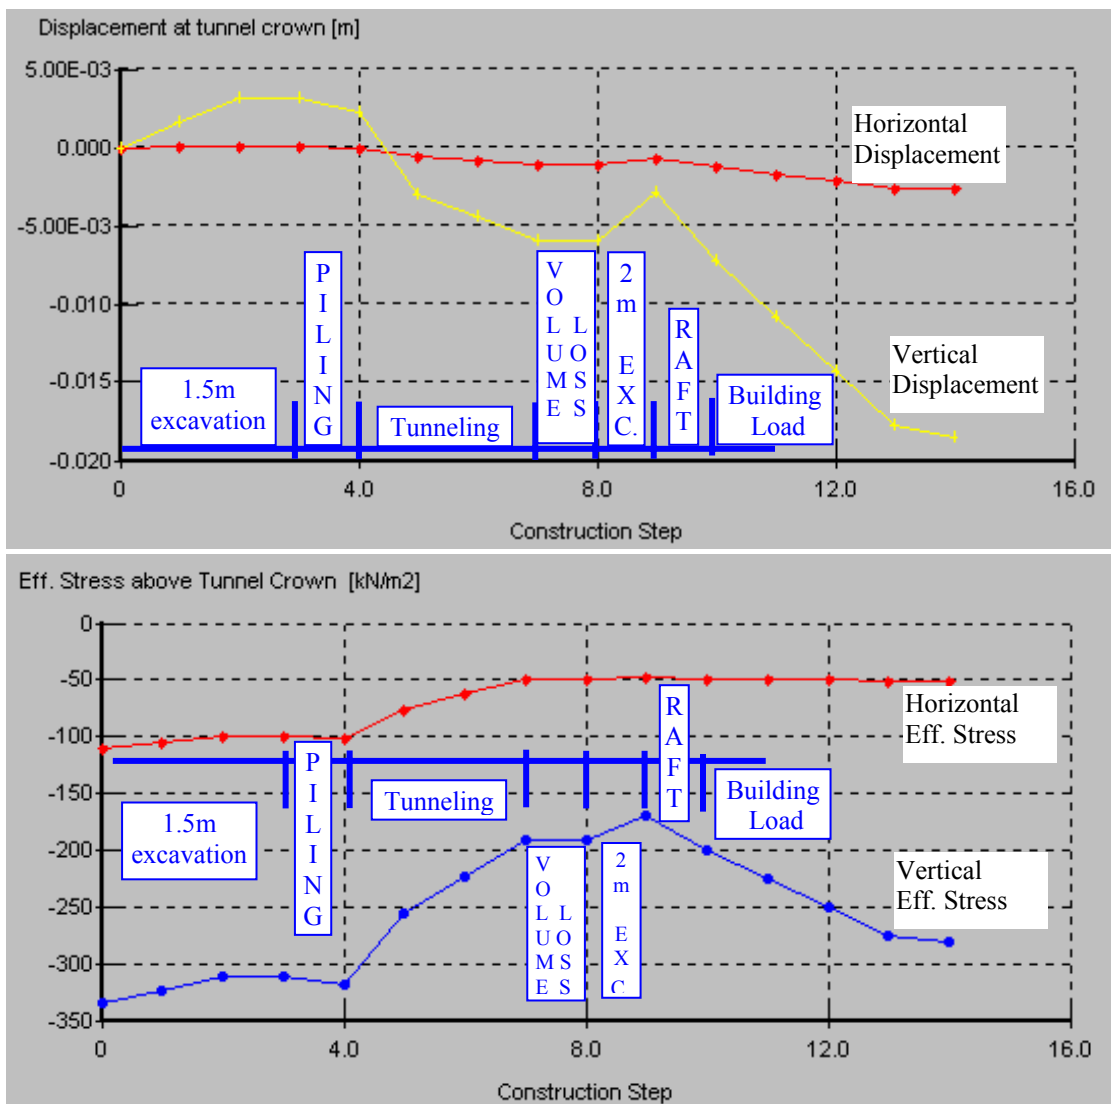 Displacement at tunnel crown [m]
5.00E-03
0.000
-5.00E-03
-0.010
-0.015
-0.020
Horizontal
Displacement
Vertical
Displacement
1.5m
excavation
PILING
Tunneling
VOLUME
LOSS
2m EXC.
RAFT
Building
Load
0 4.0 8.0 12.0 16.0
Construction Step
Eff. Stress above Tunnel Crown [kN/m2]
0
-50
-100
-150
-200
-250
-300
-350
Horizontal
Eff. Stress
Vertical
Eff. Stress
1.5m
excavation
PILING
Tunneling
VOLUME
LOSS
2m EXC
RAFT
Building
Load
0 4.0 8.0 12.0 16.0
Construction Step